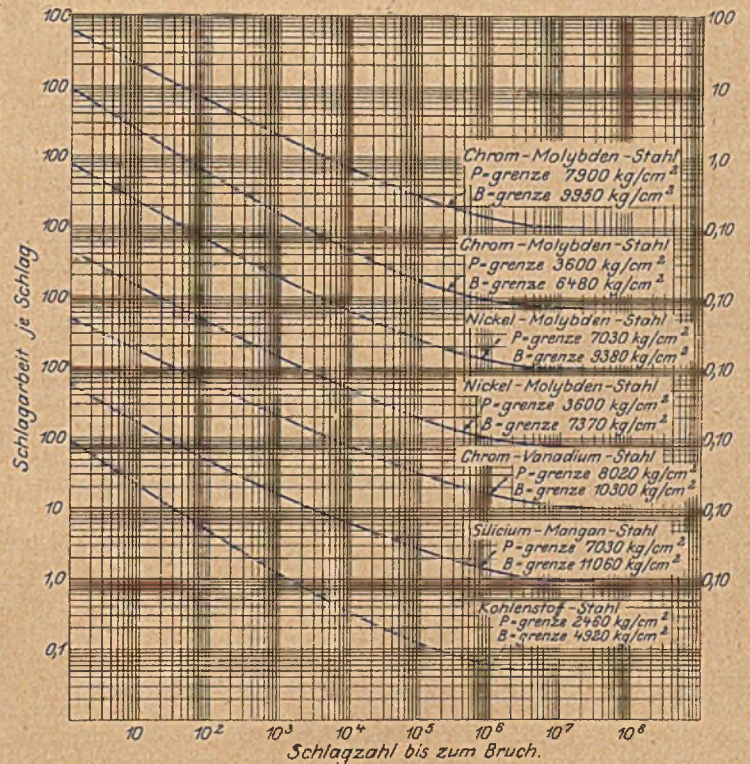 100
100
100
100
100
100
100
10
1,0
0,1
Schlagarbeit je Schlag
100
10
1,0
0,10
0,10
0,10
0,10
0,10
0,10
Chrom-Molybden-Stahl
P-grenze 7900 kg/cm²
B-grenze 9950 kg/cm²
Chrom-Molybden-Stahl
P-grenze 3600 kg/cm²
B-grenze 6480 kg/cm²
Nickel-Molybden-Stahl
P-grenze 7030 kg/cm²
B-grenze 9380 kg/cm²
Nickel-Molybden-Stahl
P-grenze 3600 kg/cm²
B-grenze 7370 kg/cm²
Chrom-Vanadium-Stahl
P-grenze 8020 kg/cm²
B-grenze 10300 kg/cm²
Silicium-Mangan-Stahl
P-grenze 7030 kg/cm²
B-grenze 11060 kg/cm²
Kohlenstoff-Stahl
P-grenze 2460 kg/cm²
B-grenze 4920 kg/cm²
10 10² 10³ 10⁴ 10⁵ 10⁶ 10⁷ 10⁸
Schlagzahl bis zum Bruch.